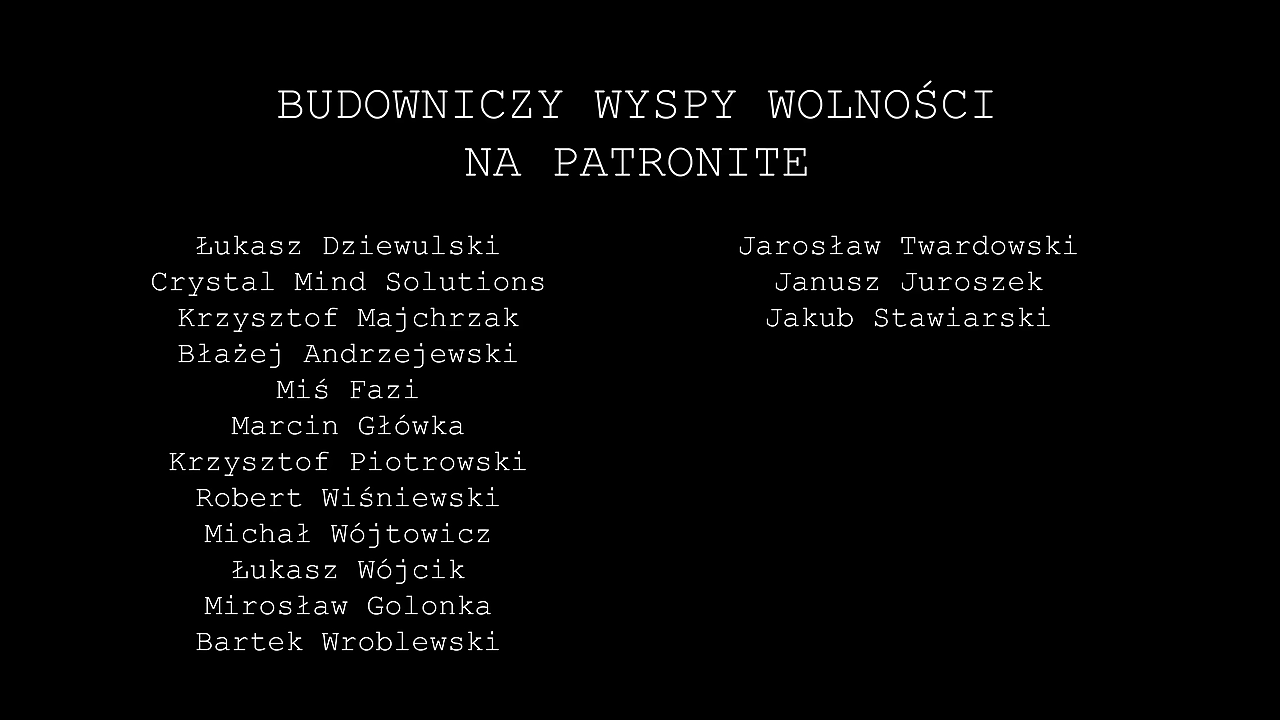 BUDOWNICZY WYSPY WOLNOŚCI
NA PATRONITE
Łukasz Dziewulski
Crystal Mind Solutions
Krzysztof Majchrzak
Błażej Andrzejewski
Miś Fazi
Marcin Główka
Krzysztof Piotrowski
Robert Wiśniewski
Michał Wójtowicz
Łukasz Wójcik
Mirosław Golonka
Bartek Wroblewski
Jarosław Twardowski
Janusz Juroszek
Jakub Stawiarski